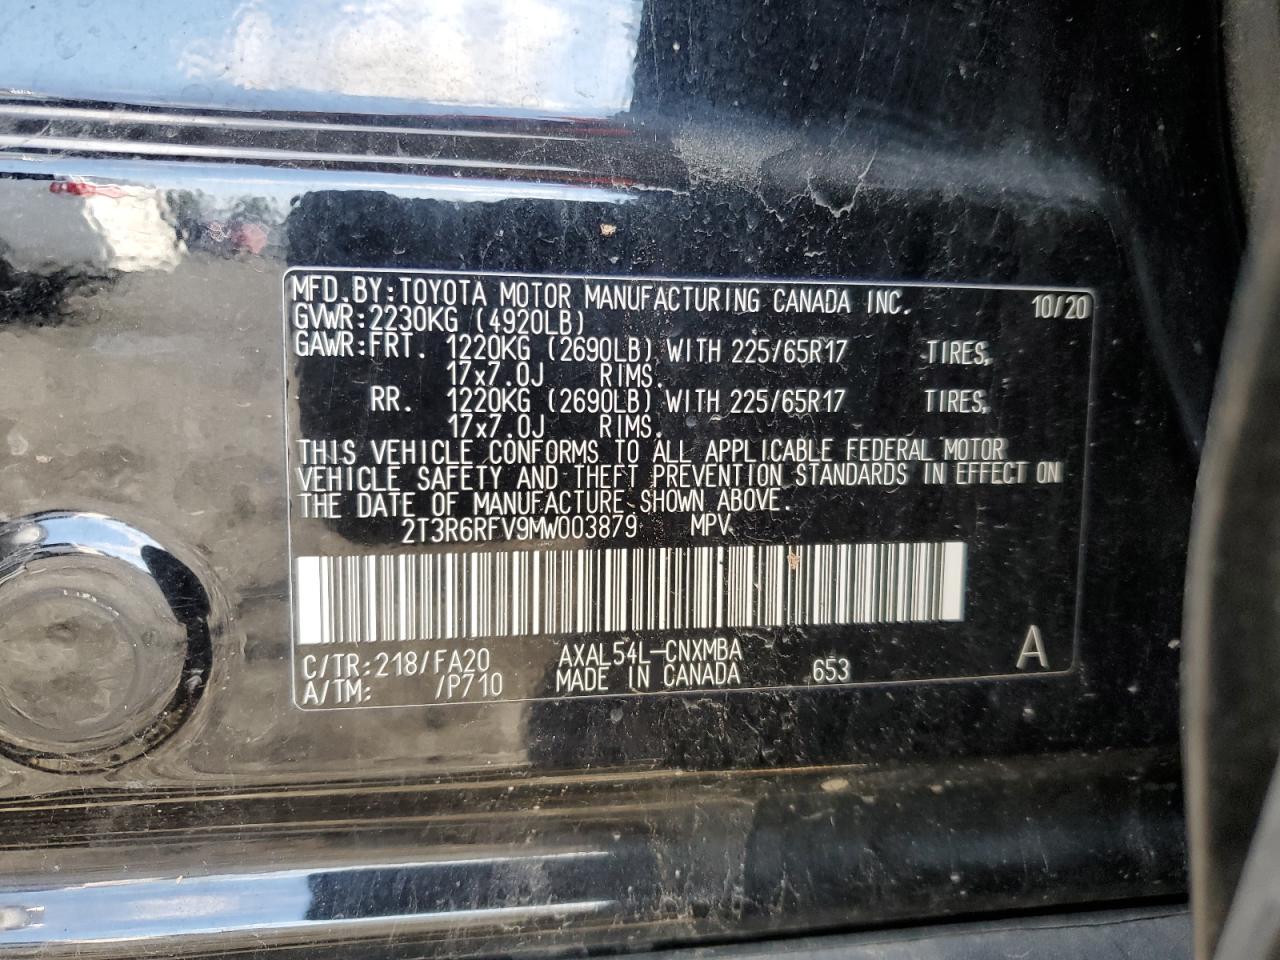 MFD.BY:TOYOTA MOTOR MANUFACTURING CANADA INC. 10/20
GVWR:2230KG (4920LB)
GAWR:FRT. 1220KG (2690LB) WITH 225/65R17 TIRES,
17x7.0J RIMS.
RR. 1220KG (2690LB) WITH 225/65R17 TIRES,
17x7.0J RIMS.
THIS VEHICLE CONFORMS TO ALL APPLICABLE FEDERAL MOTOR
VEHICLE SAFETY AND THEFT PREVENTION STANDARDS IN EFFECT ON
THE DATE OF MANUFACTURE SHOWN ABOVE.
2T3R6RFV9MW003879 MPV
C/TR:218/FA20 AXAL54L-CNXMBA
A/TM: /P710 MADE IN CANADA 653 A